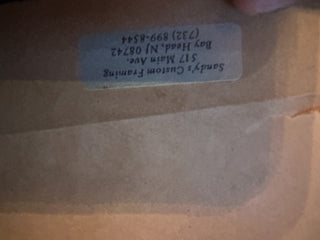 Sandy's Custom Framing
517 Main Ave.
Bay Head, NJ 08742
(732) 899-8544